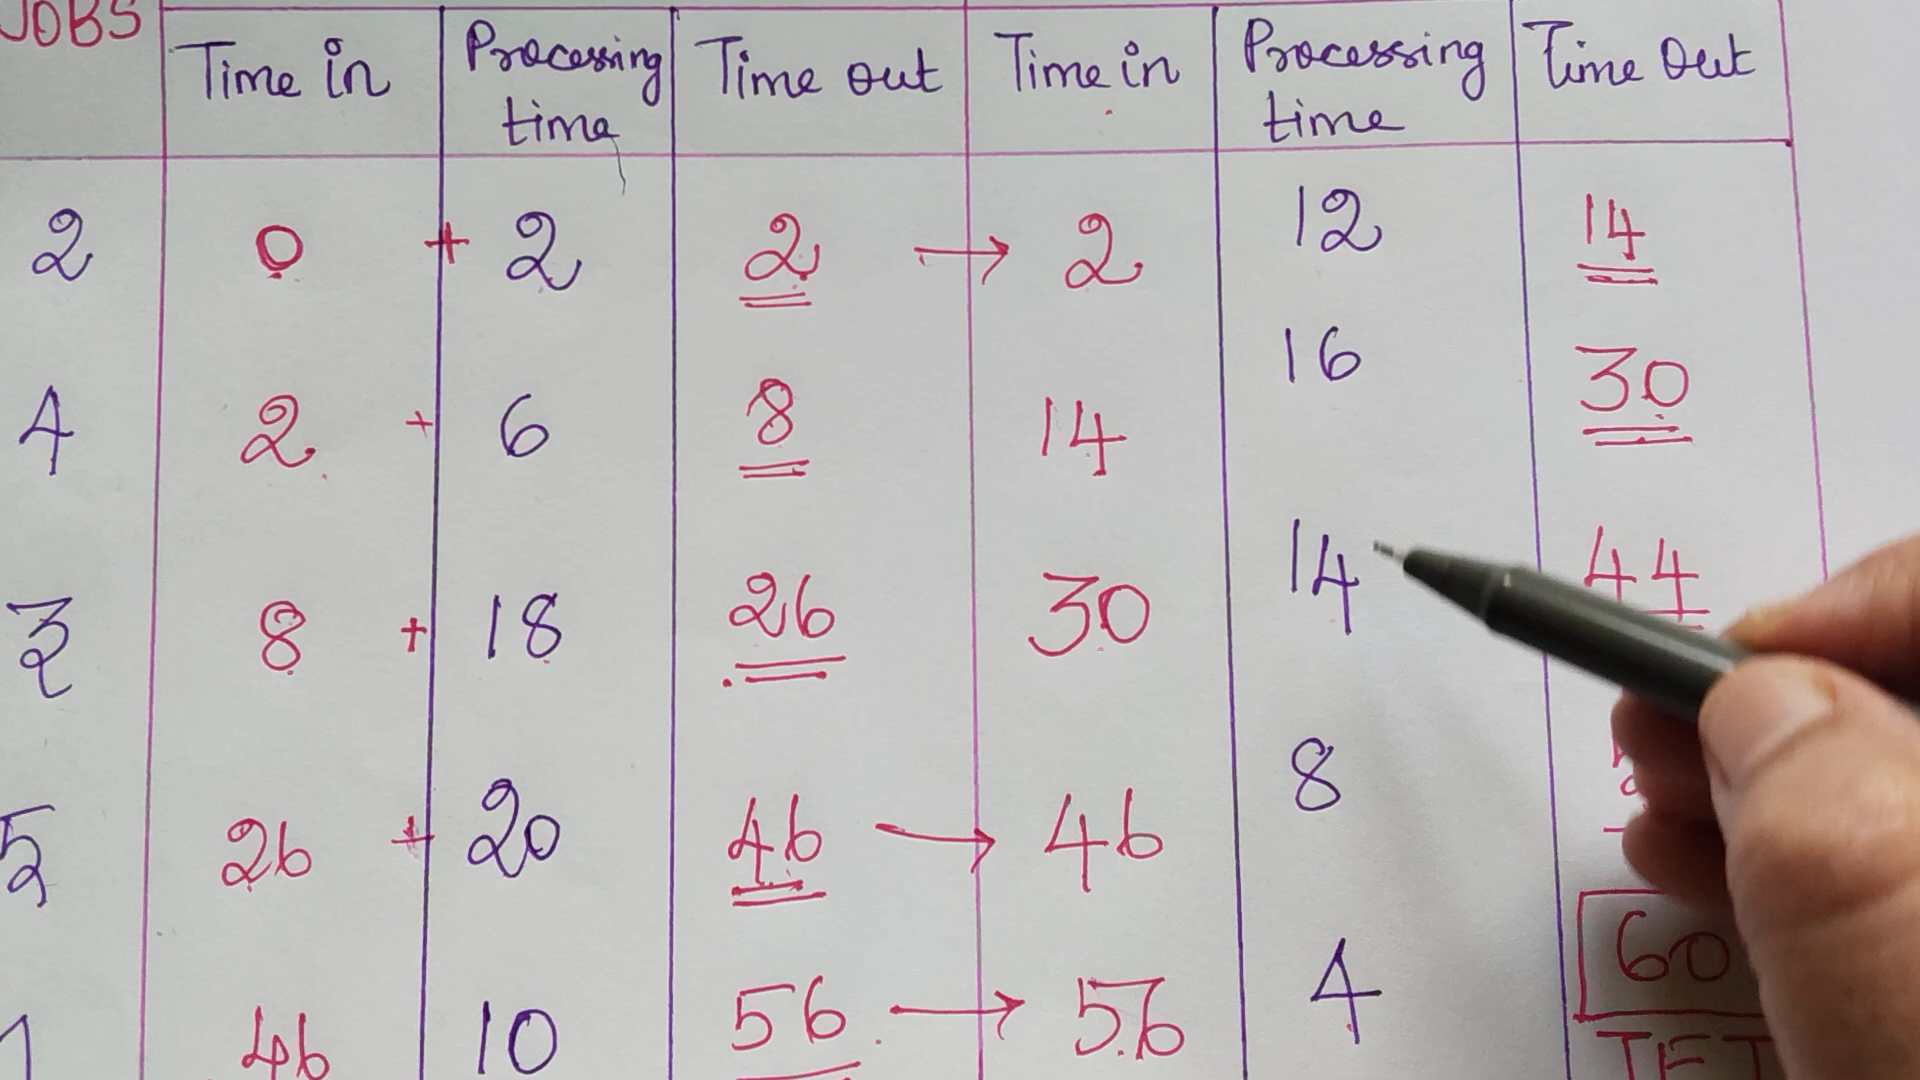 JOBS
Time in Processing time Time out Time in Processing time Time Out
2 0 + 2 2 → 2 12 14
4 2 + 6 8 14 16 30
3 8 + 18 26 30 14 44
5 26 + 20 46 → 46 8
1 46 10 56 → 56 4 60
TET